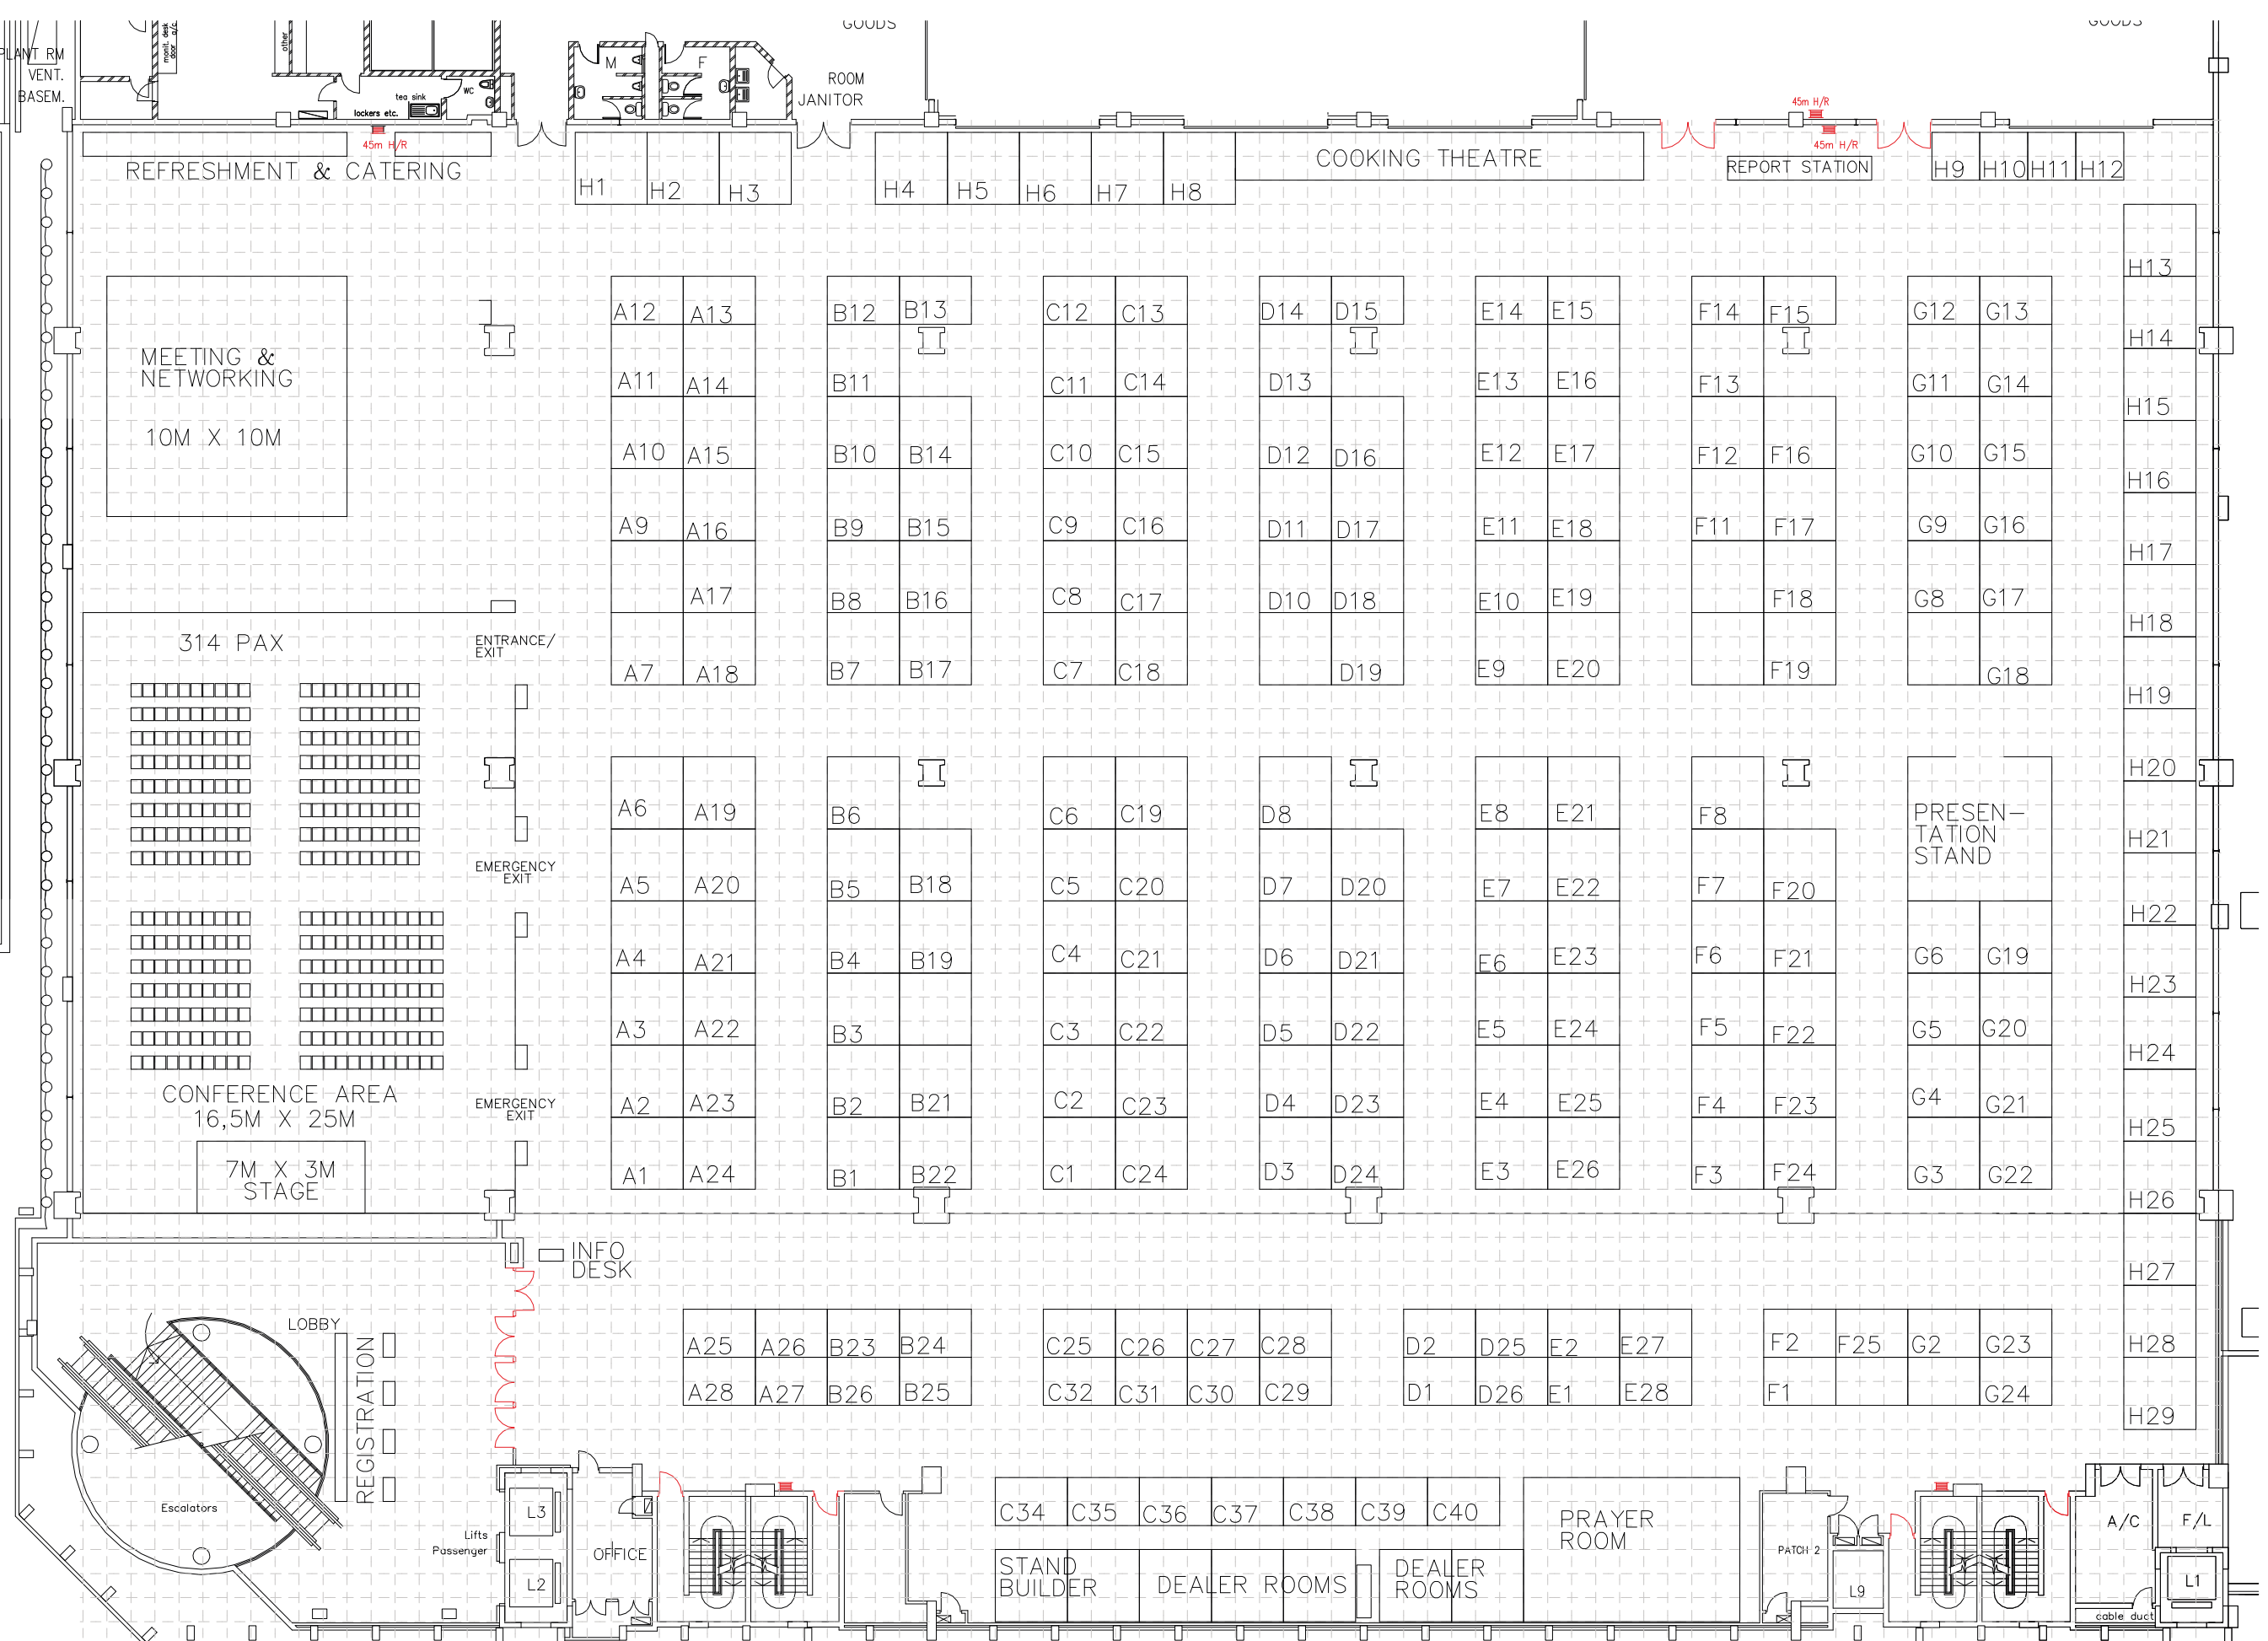 GOODS
GOODS
PLANT RM
VENT.
BASEM.
monit. desk
door a/c
other
M
F
WC
tea sink
lockers etc.
ROOM
JANITOR
45m H/R
45m H/R
45m H/R
REFRESHMENT & CATERING
COOKING THEATRE
REPORT STATION
H1 H2 H3 H4 H5 H6 H7 H8 H9 H10 H11 H12
H13
A12 A13 B12 B13 C12 C13 D14 D15 E14 E15 F14 F15 G12 G13
H14
MEETING &
NETWORKING
10M X 10M
A11 A14 B11 C11 C14 D13 E13 E16 F13 G11 G14
H15
A10 A15 B10 B14 C10 C15 D12 D16 E12 E17 F12 F16 G10 G15
H16
A9 A16 B9 B15 C9 C16 D11 D17 E11 E18 F11 F17 G9 G16
H17
A17 B8 B16 C8 C17 D10 D18 E10 E19 F18 G8 G17
H18
314 PAX
ENTRANCE/
EXIT
A7 A18 B7 B17 C7 C18 D19 E9 E20 F19 G18
H19
H20
A6 A19 B6 C6 C19 D8 E8 E21 F8
PRESEN-
TATION
STAND
H21
EMERGENCY
EXIT
A5 A20 B5 B18 C5 C20 D7 D20 E7 E22 F7 F20
H22
A4 A21 B4 B19 C4 C21 D6 D21 E6 E23 F6 F21 G6 G19
H23
A3 A22 B3 C3 C22 D5 D22 E5 E24 F5 F22 G5 G20
H24
CONFERENCE AREA
16,5M X 25M
EMERGENCY
EXIT
A2 A23 B2 B21 C2 C23 D4 D23 E4 E25 F4 F23 G4 G21
H25
7M X 3M
STAGE
A1 A24 B1 B22 C1 C24 D3 D24 E3 E26 F3 F24 G3 G22
H26
INFO
DESK
H27
LOBBY
REGISTRATION
A25 A26 B23 B24 C25 C26 C27 C28 D2 D25 E2 E27 F2 F25 G2 G23
H28
A28 A27 B26 B25 C32 C31 C30 C29 D1 D26 E1 E28 F1 G24
H29
Escalators
Lifts
Passenger
L3
L2
OFFICE
C34 C35 C36 C37 C38 C39 C40
STAND
BUILDER
DEALER ROOMS
DEALER
ROOMS
PRAYER
ROOM
PATCH 2
L9
A/C
F/L
L1
cable duct